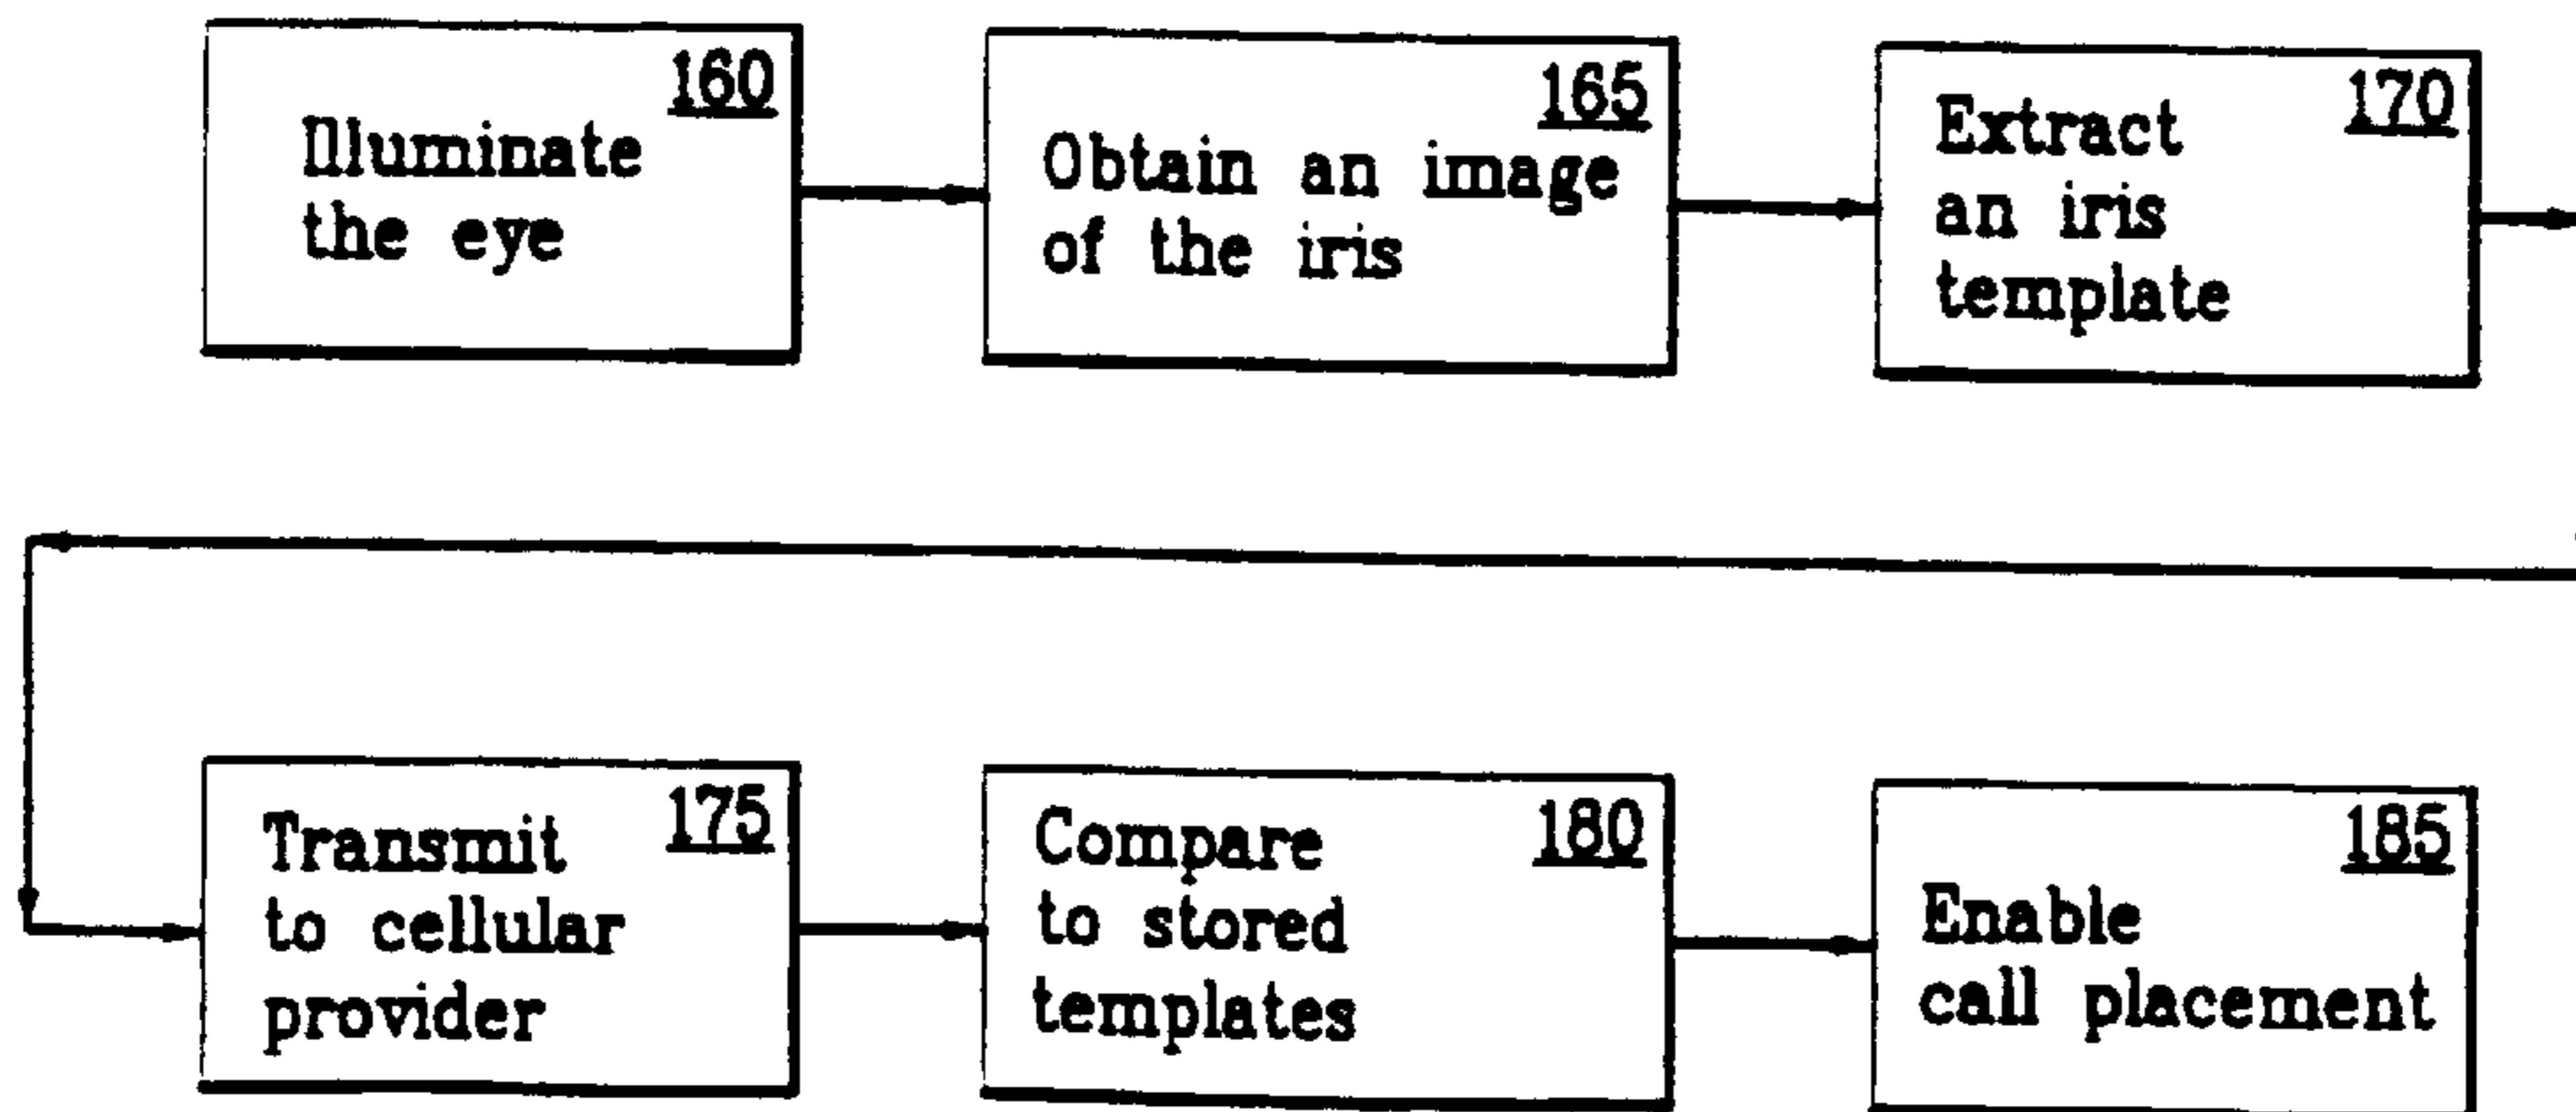 160
Illuminate
the eye
165
Obtain an image
of the iris
170
Extract
an iris
template
175
Transmit
to cellular
provider
180
Compare
to stored
templates
185
Enable
call placement